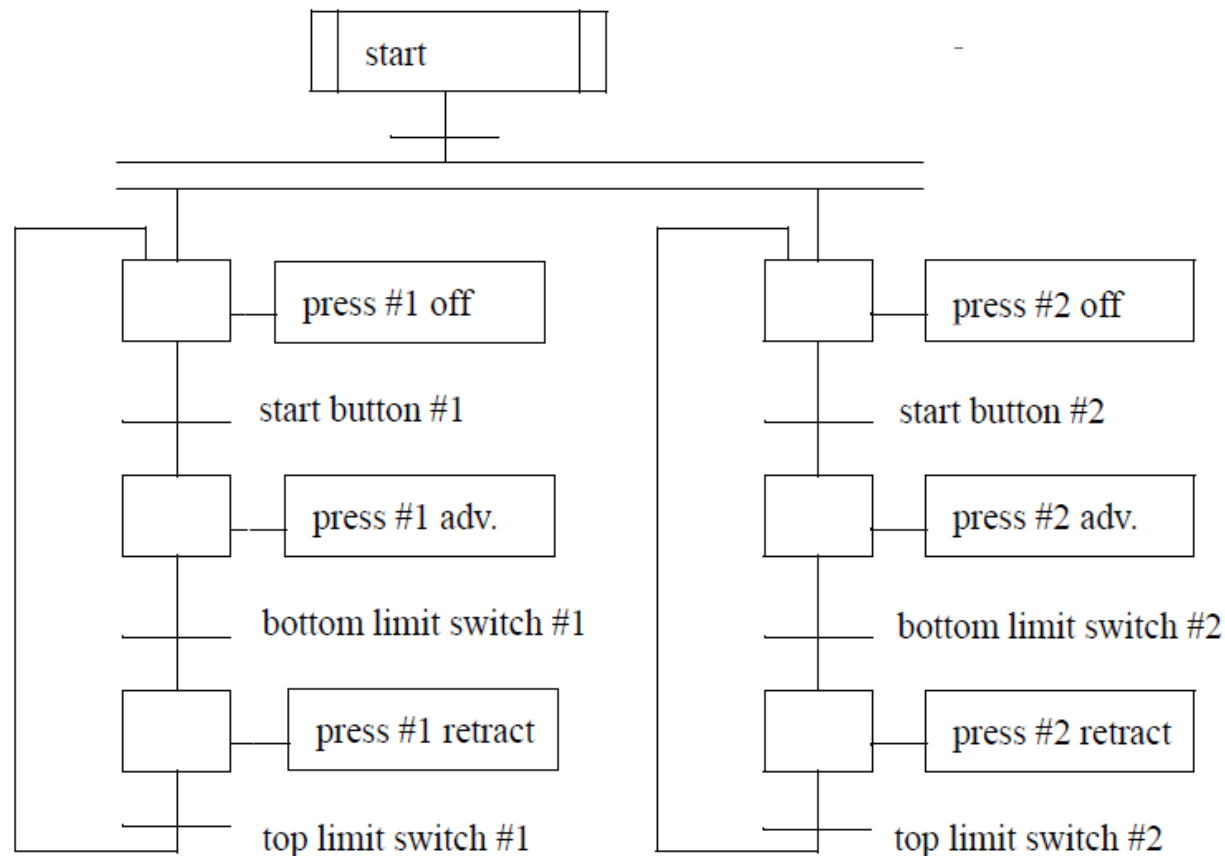 start
press #1 off
press #2 off
start button #1
start button #2
press #1 adv.
press #2 adv.
bottom limit switch #1
bottom limit switch #2
press #1 retract
press #2 retract
top limit switch #1
top limit switch #2